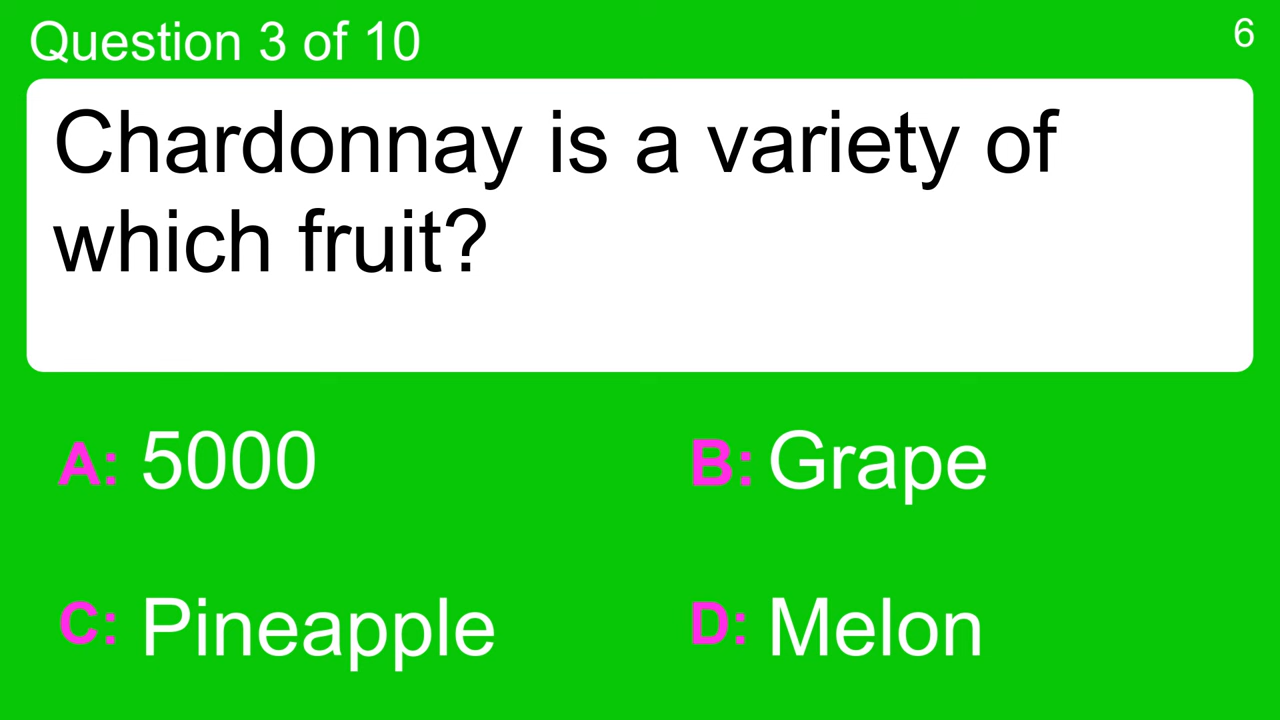 Question 3 of 10
6
Chardonnay is a variety of
which fruit?
A: 5000
B: Grape
C: Pineapple
D: Melon